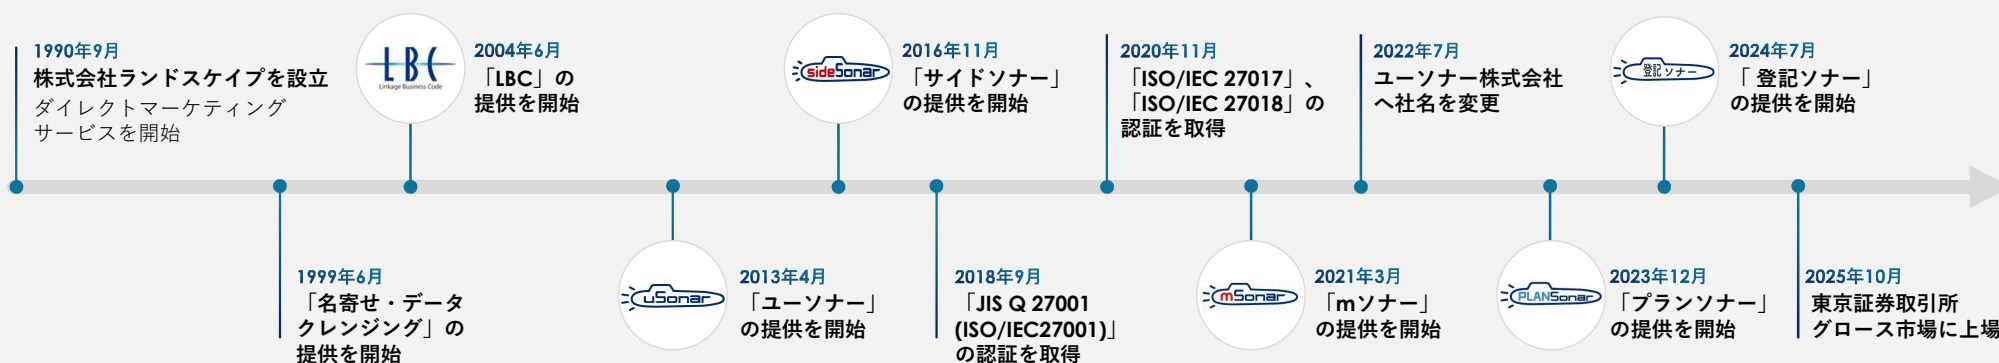 1990年9月
株式会社ランドスケイプを設立
ダイレクトマーケティング
サービスを開始
LBC
Linkage Business Code
2004年6月
「LBC」の
提供を開始
sideSonar
2016年11月
「サイドソナー」
の提供を開始
2020年11月
「ISO/IEC 27017」、
「ISO/IEC 27018」の
認証を取得
2022年7月
ユーソナー株式会社
へ社名を変更
登記ソナー
2024年7月
「 登記ソナー」
の提供を開始
1999年6月
「名寄せ・データ
クレンジング」の
提供を開始
uSonar
2013年4月
「ユーソナー」
の提供を開始
2018年9月
「JIS Q 27001
(ISO/IEC27001)」
の認証を取得
mSonar
2021年3月
「mソナー」
の提供を開始
PLANSonar
2023年12月
「プランソナー」
の提供を開始
2025年10月
東京証券取引所
グロース市場に上場